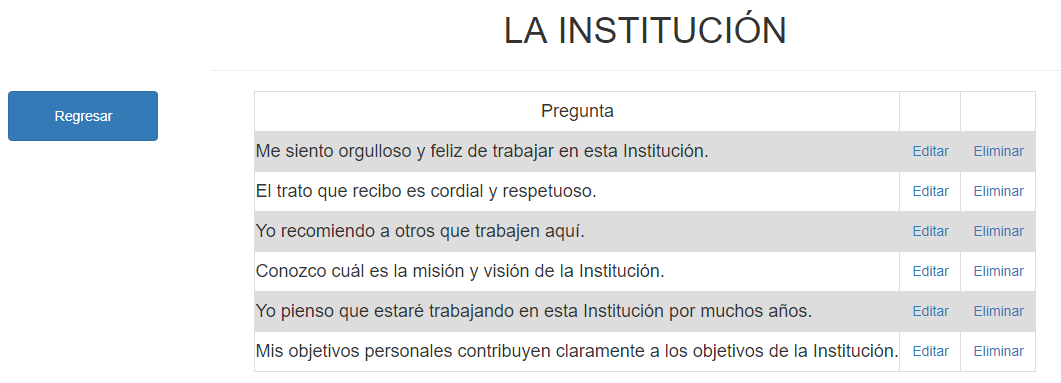 LA INSTITUCIÓN
Regresar
Pregunta
Me siento orgulloso y feliz de trabajar en esta Institución. Editar Eliminar
El trato que recibo es cordial y respetuoso. Editar Eliminar
Yo recomiendo a otros que trabajen aquí. Editar Eliminar
Conozco cuál es la misión y visión de la Institución. Editar Eliminar
Yo pienso que estaré trabajando en esta Institución por muchos años. Editar Eliminar
Mis objetivos personales contribuyen claramente a los objetivos de la Institución. Editar Eliminar